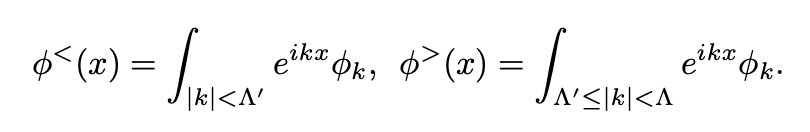 ϕ^<(x) = ∫_{|k|<Λ′} e^{ikx}ϕ_k, ϕ^>(x) = ∫_{Λ′≤|k|<Λ} e^{ikx}ϕ_k.